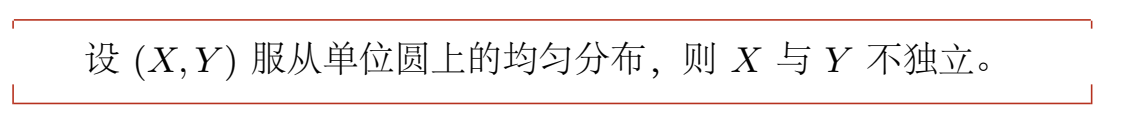 设 (X, Y) 服从单位圆上的均匀分布，则 X 与 Y 不独立。